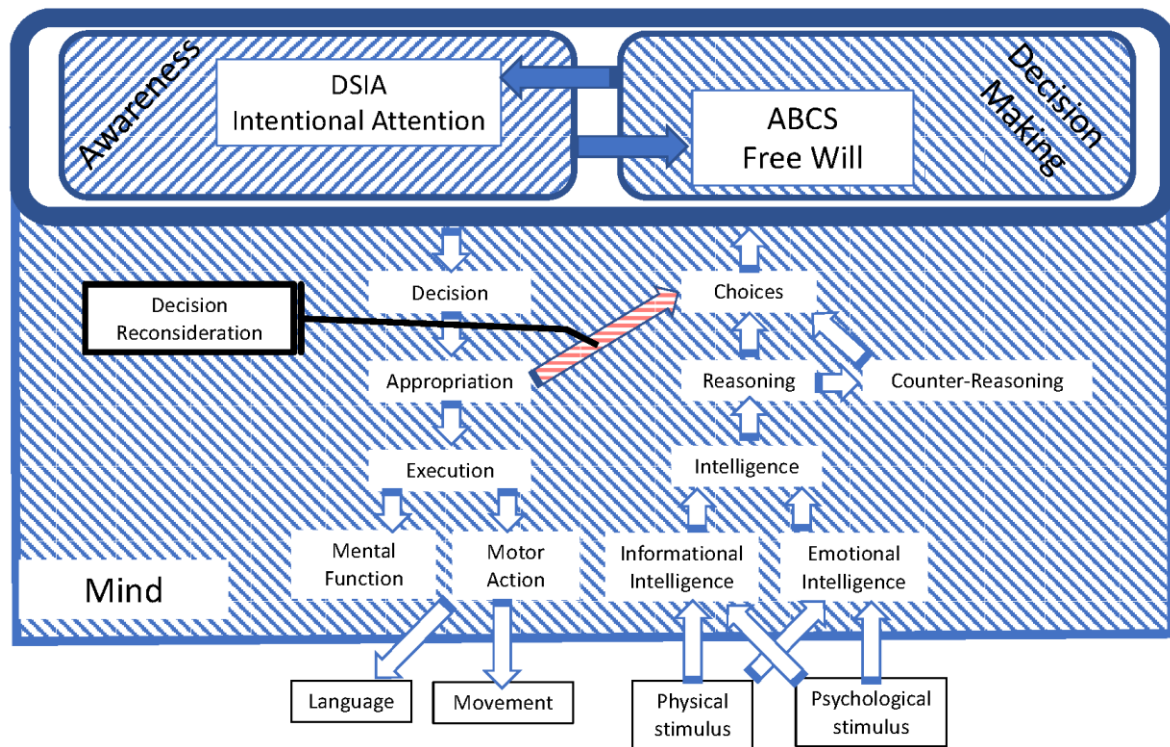 Awareness
DSIA
Intentional Attention
ABCS
Free Will
Decision
Making
Decision
Reconsideration
Decision
Choices
Appropriation
Reasoning
Counter-Reasoning
Execution
Intelligence
Mental
Function
Motor
Action
Informational
Intelligence
Emotional
Intelligence
Mind
Language
Movement
Physical
stimulus
Psychological
stimulus